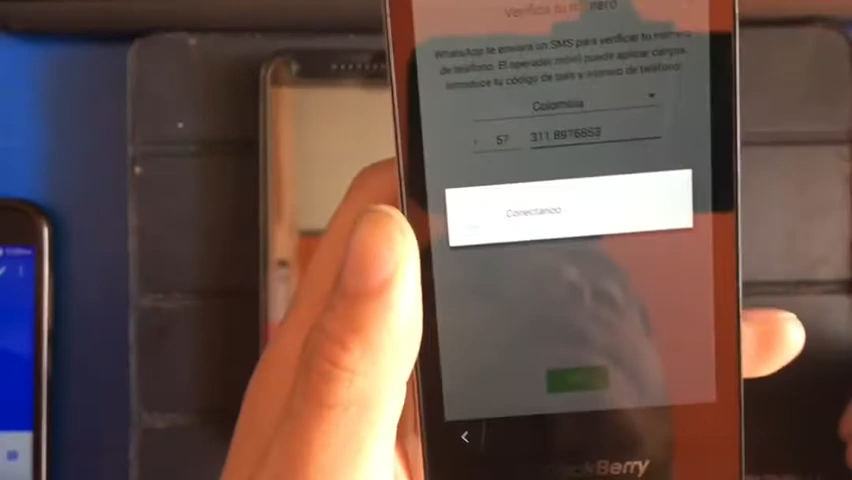 Verifica tu número
WhatsApp te enviará un SMS para verificar tu número
de teléfono. El operador móvil puede aplicar cargos.
Introduce tu código de país y número de teléfono
Colombia
+ 57 311 8976653
Conectando
BlackBerry